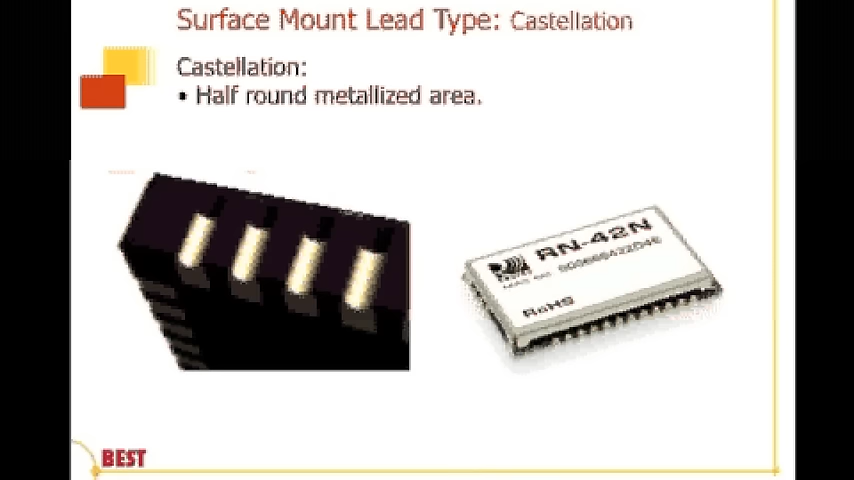 Surface Mount Lead Type: Castellation
Castellation:
• Half round metallized area.
RN-42N
RoHS
BEST